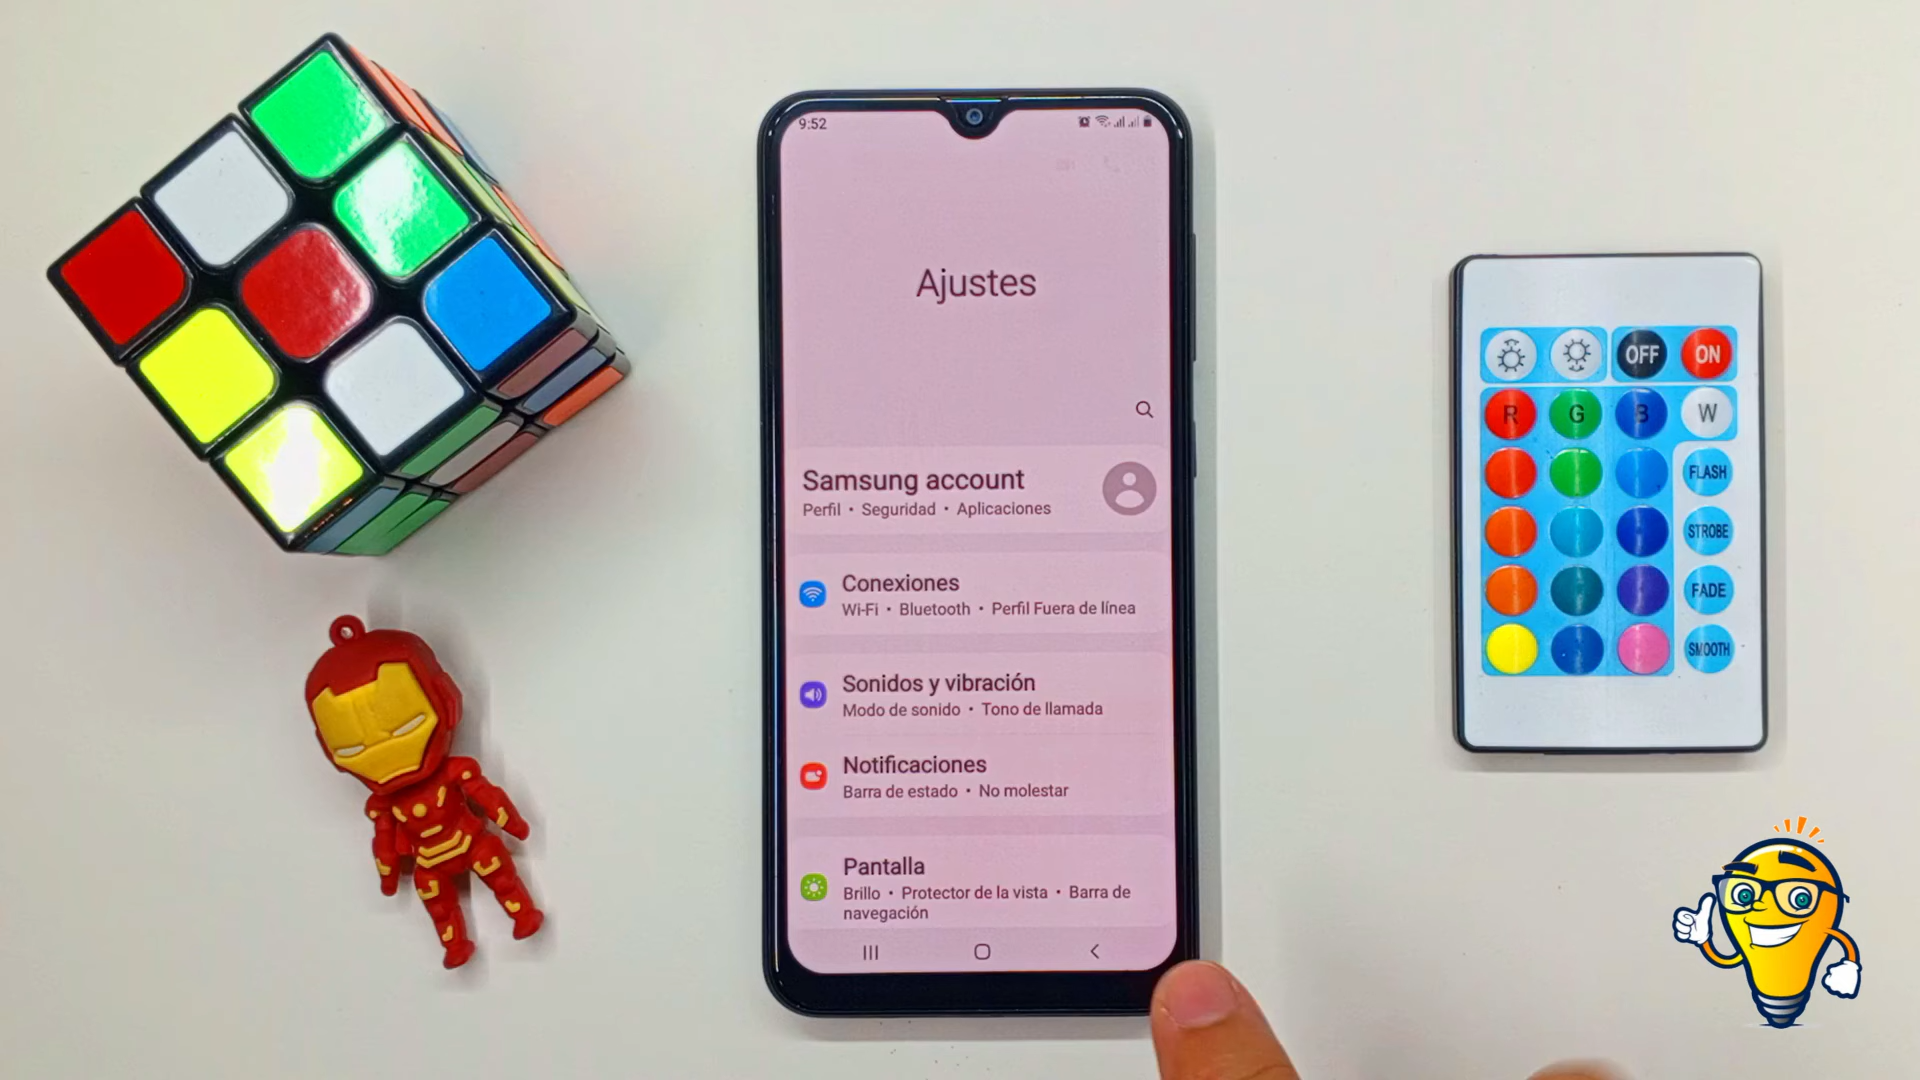 9:52
Ajustes
Samsung account
Perfil • Seguridad • Aplicaciones
Conexiones
Wi-Fi • Bluetooth • Perfil Fuera de línea
Sonidos y vibración
Modo de sonido • Tono de llamada
Notificaciones
Barra de estado • No molestar
Pantalla
Brillo • Protector de la vista • Barra de
navegación
OFF ON
R G B W
FLASH
STROBE
FADE
SMOOTH